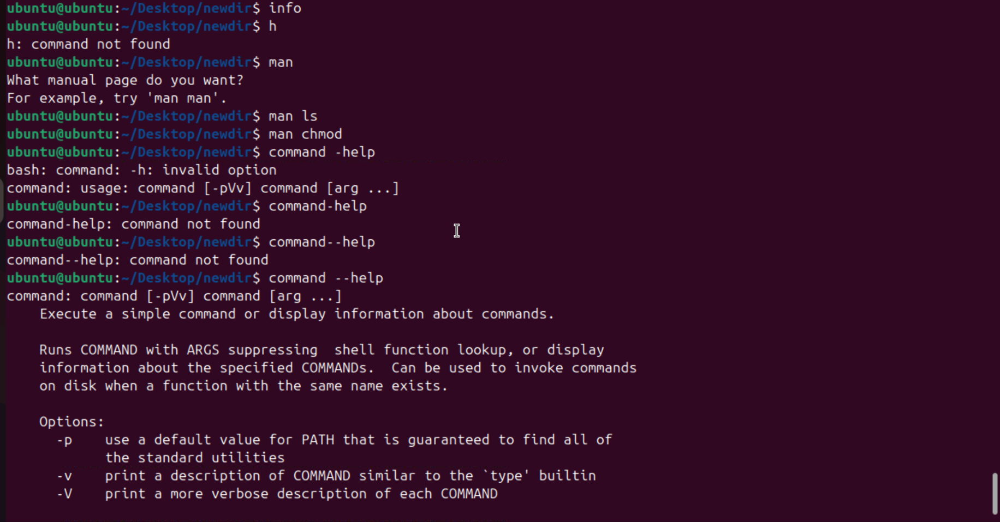 ubuntu@ubuntu:~/Desktop/newdir$ info
ubuntu@ubuntu:~/Desktop/newdir$ h
h: command not found
ubuntu@ubuntu:~/Desktop/newdir$ man
What manual page do you want?
For example, try 'man man'.
ubuntu@ubuntu:~/Desktop/newdir$ man ls
ubuntu@ubuntu:~/Desktop/newdir$ man chmod
ubuntu@ubuntu:~/Desktop/newdir$ command -help
bash: command: -h: invalid option
command: usage: command [-pVv] command [arg ...]
ubuntu@ubuntu:~/Desktop/newdir$ command-help
command-help: command not found
ubuntu@ubuntu:~/Desktop/newdir$ command--help
command--help: command not found
ubuntu@ubuntu:~/Desktop/newdir$ command --help
command: command [-pVv] command [arg ...]
    Execute a simple command or display information about commands.

    Runs COMMAND with ARGS suppressing  shell function lookup, or display
    information about the specified COMMANDs.  Can be used to invoke commands
    on disk when a function with the same name exists.

    Options:
      -p    use a default value for PATH that is guaranteed to find all of
            the standard utilities
      -v    print a description of COMMAND similar to the `type' builtin
      -V    print a more verbose description of each COMMAND